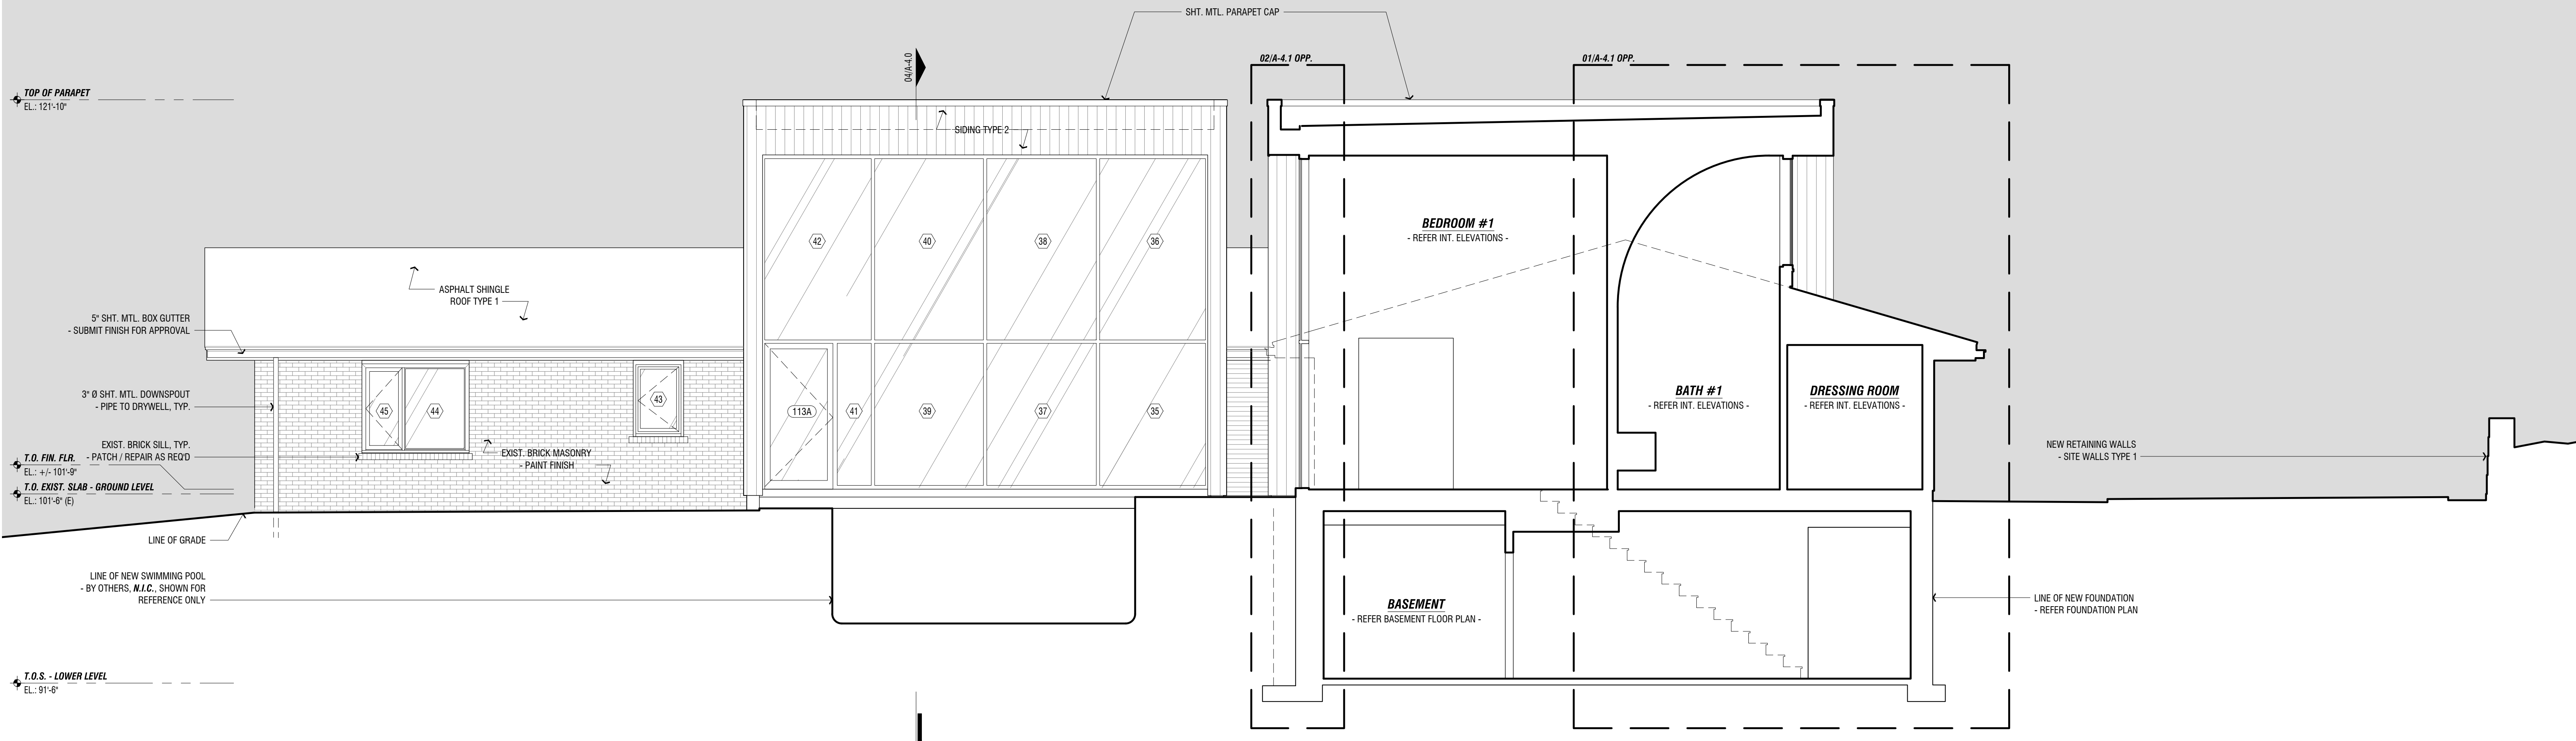 SHT. MTL. PARAPET CAP
04/A-4.0
02/A-4.1 OPP.
01/A-4.1 OPP.
TOP OF PARAPET
EL.: 121'-10"
SIDING TYPE 2
42
40
38
36
BEDROOM #1
- REFER INT. ELEVATIONS -
ASPHALT SHINGLE
ROOF TYPE 1
5" SHT. MTL. BOX GUTTER
- SUBMIT FINISH FOR APPROVAL
3" Ø SHT. MTL. DOWNSPOUT
- PIPE TO DRYWELL, TYP.
45
44
43
113A
41
39
37
35
BATH #1
- REFER INT. ELEVATIONS -
DRESSING ROOM
- REFER INT. ELEVATIONS -
EXIST. BRICK SILL, TYP.
- PATCH / REPAIR AS REQ'D
EXIST. BRICK MASONRY
- PAINT FINISH
NEW RETAINING WALLS
- SITE WALLS TYPE 1
T.O. FIN. FLR.
EL.: +/- 101'-9"
T.O. EXIST. SLAB - GROUND LEVEL
EL.: 101'-6" (E)
LINE OF GRADE
LINE OF NEW SWIMMING POOL
- BY OTHERS, N.I.C., SHOWN FOR
REFERENCE ONLY
BASEMENT
- REFER BASEMENT FLOOR PLAN -
LINE OF NEW FOUNDATION
- REFER FOUNDATION PLAN
T.O.S. - LOWER LEVEL
EL.: 91'-6"